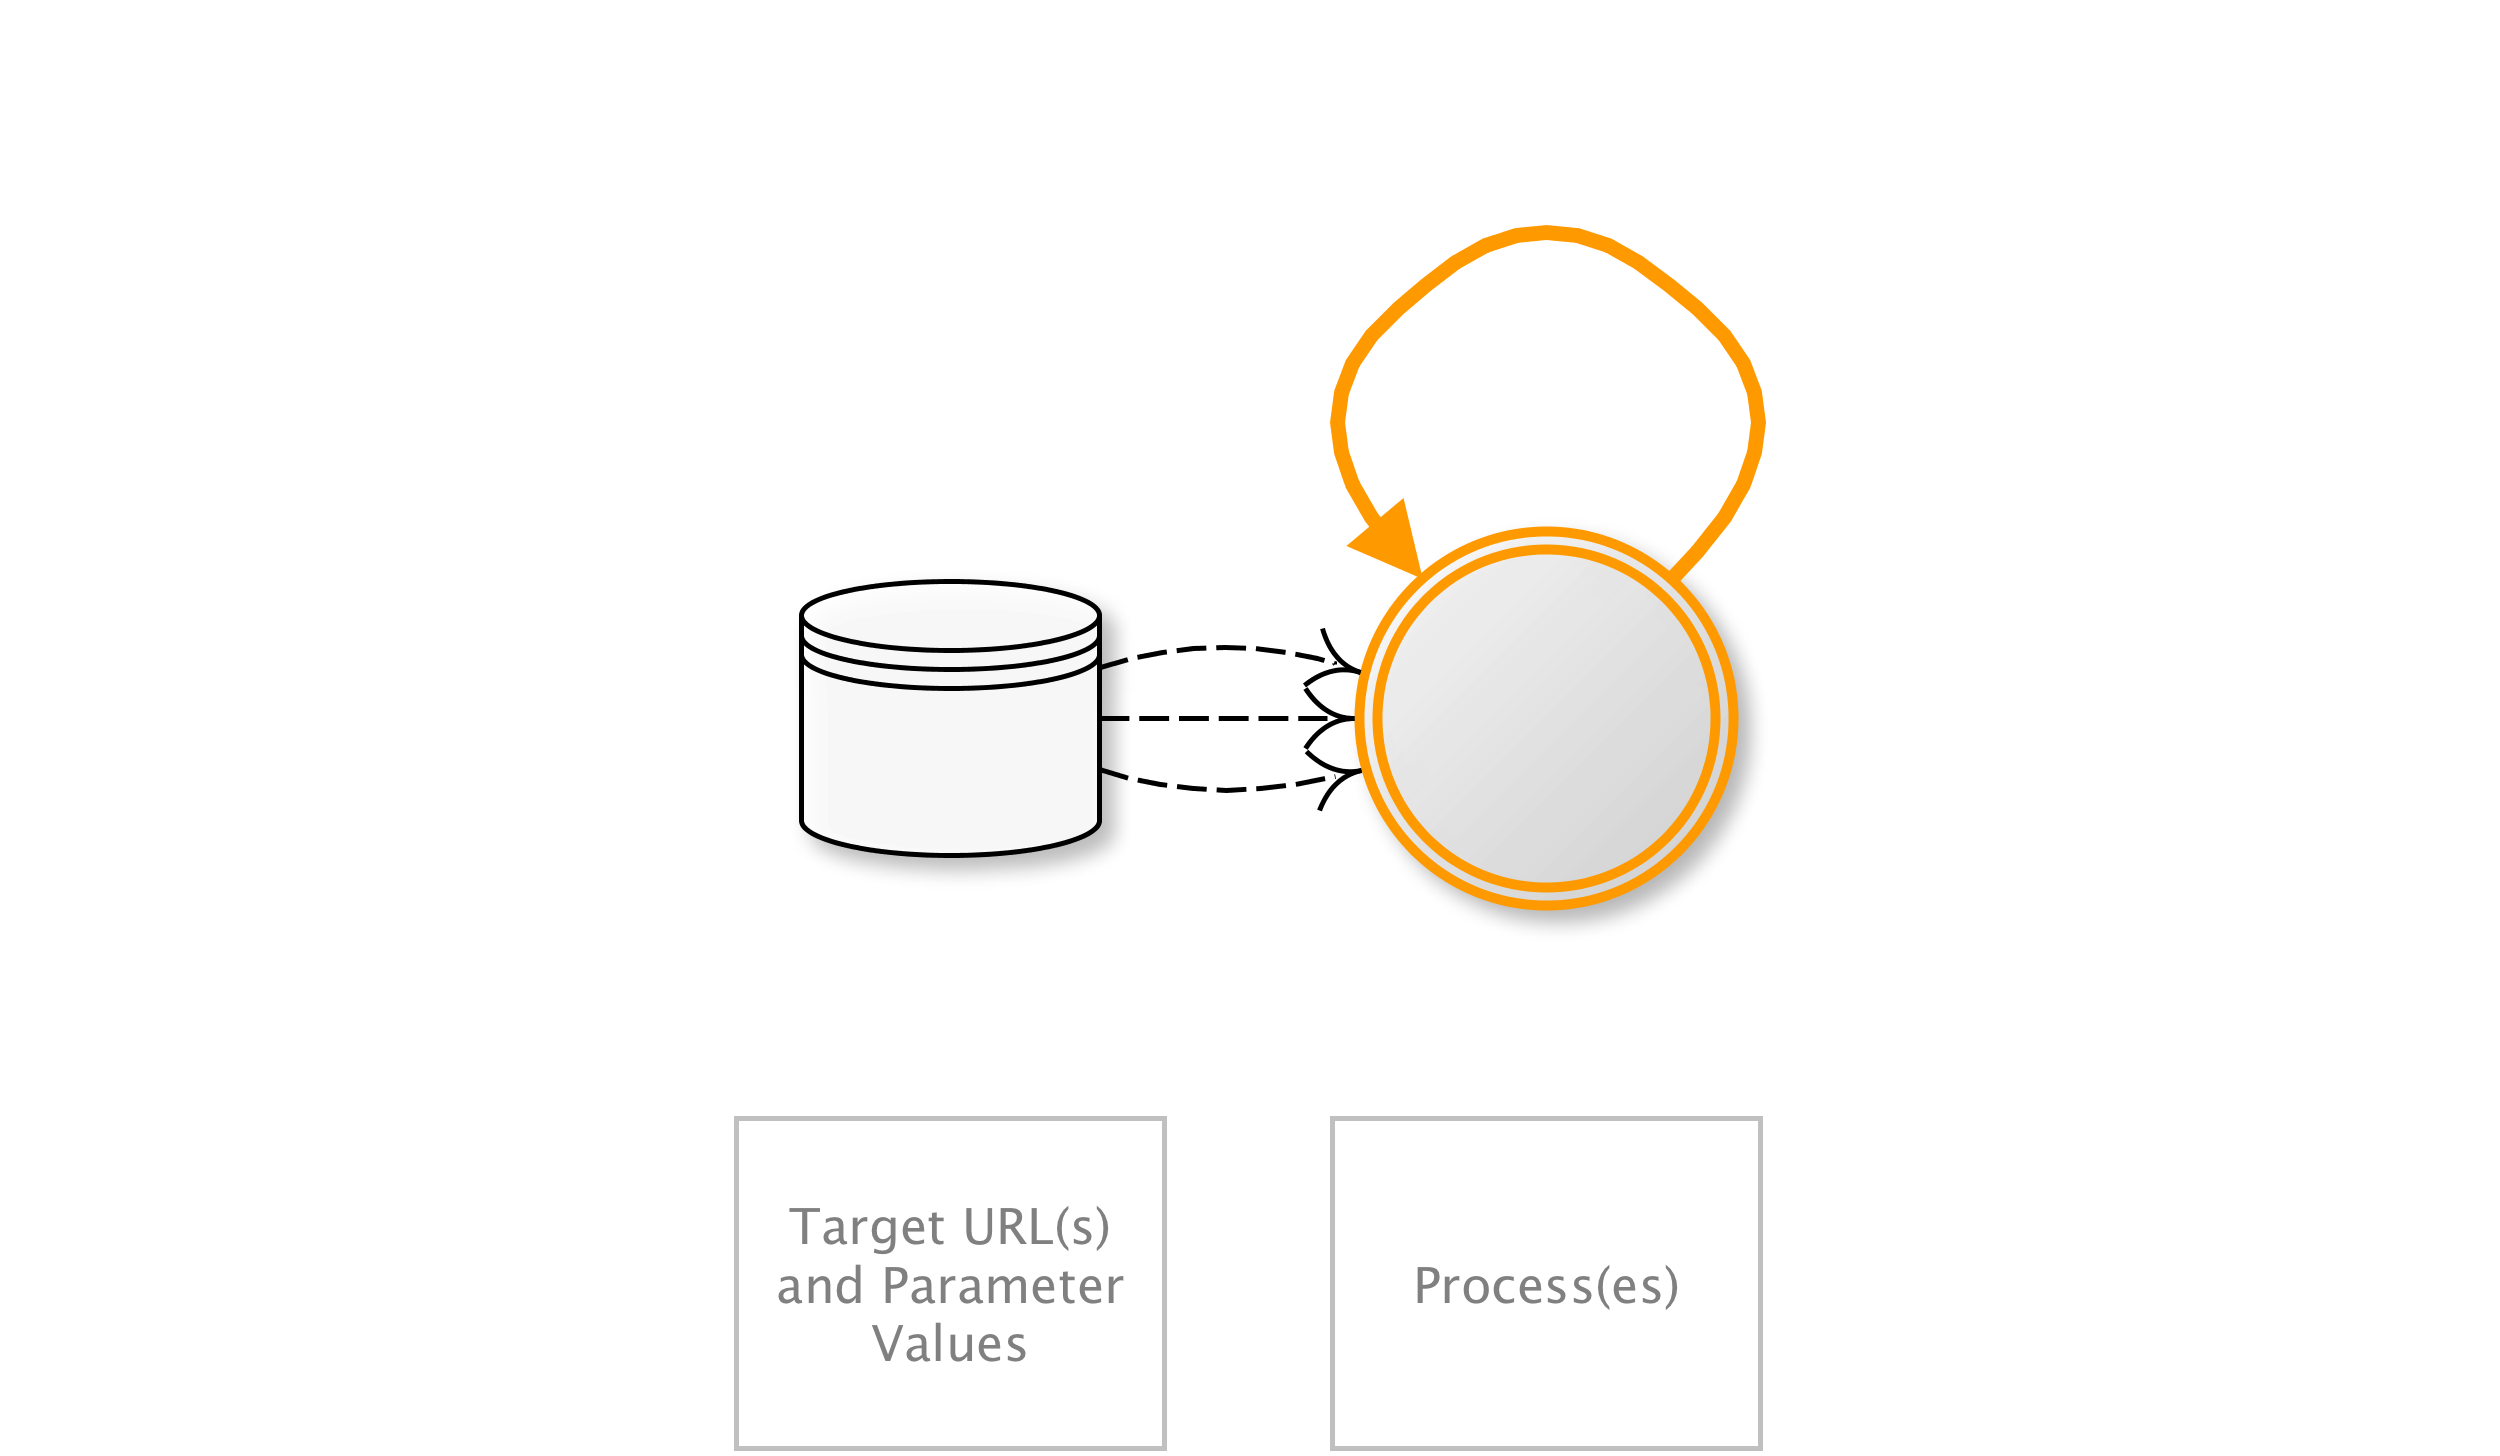 Target URL(s)
and Parameter
Values
Process(es)